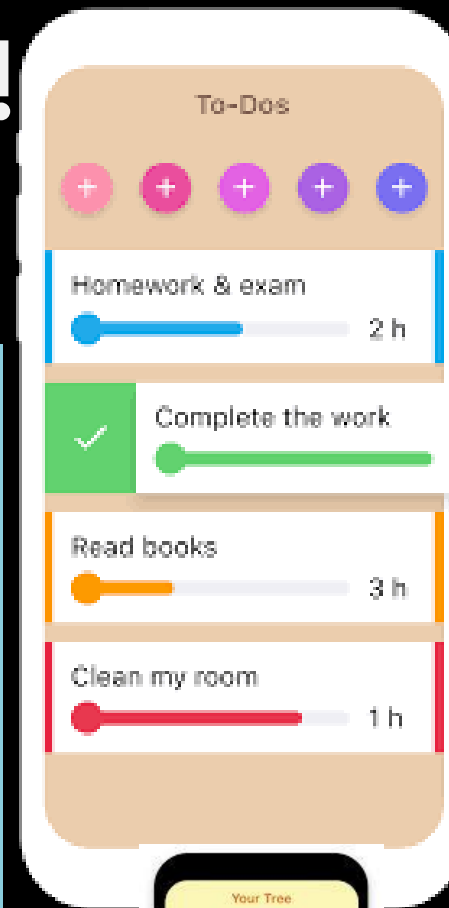 !
To-Dos
+ + + + +
Homework & exam
2 h
Complete the work
Read books
3 h
Clean my room
1 h
Your Tree